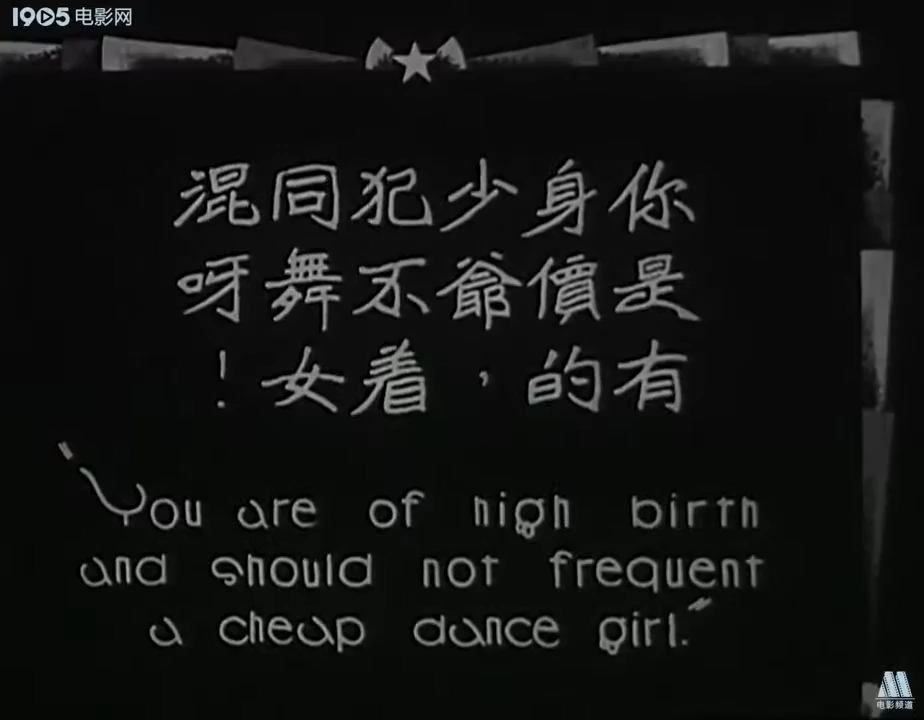 1905电影网
你是有
身價的
少爺，
犯不着
同舞女
混呀！
"You are of high birth
and should not frequent
a cheap dance girl."
电影频道